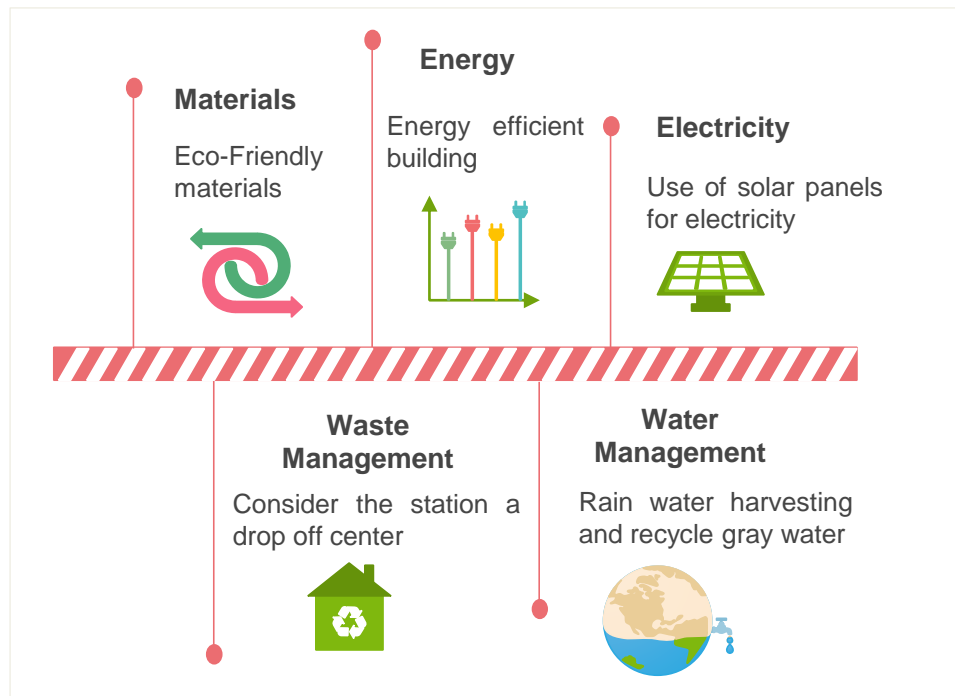 Materials
Eco-Friendly
materials
Energy
Energy efficient
building
Electricity
Use of solar panels
for electricity
Waste
Management
Consider the station a
drop off center
Water
Management
Rain water harvesting
and recycle gray water